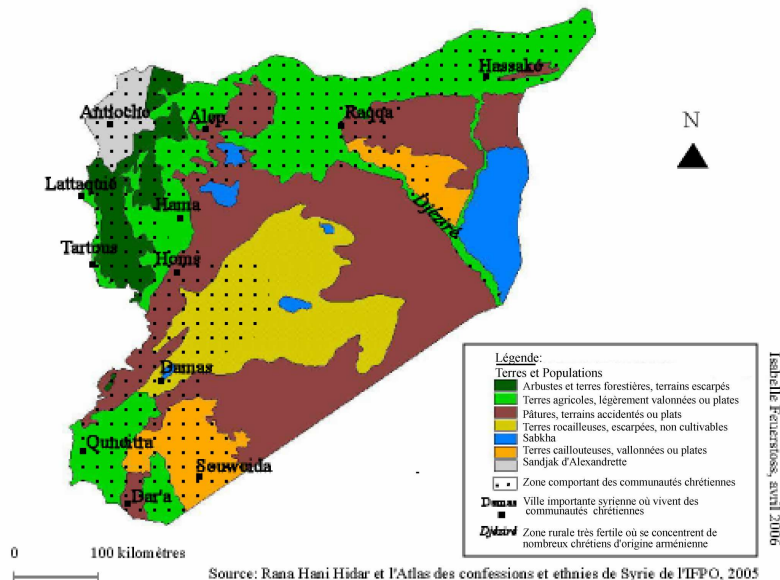 Hassaké
Antioche
Alep
Raqqa
N
Lattaquié
Hama
Djéziré
Tartous
Homs
Damas
Quneitra
Souweida
Dar'a
Légende:
Terres et Populations
Arbustes et terres forestières, terrains escarpés
Terres agricoles, légèrement valonnées ou plates
Pâtures, terrains accidentés ou plats
Terres rocailleuses, escarpées, non cultivables
Sabkha
Terres caillouteuses, vallonnées ou plates
Sandjak d'Alexandrette
Zone comportant des communautés chrétiennes
Damas Ville importante syrienne où vivent des
communautés chrétiennes
Djéziré Zone rurale très fertile où se concentrent de
nombreux chrétiens d'origine arménienne
Isabelle Feuerstoss, avril 2006
0 100 kilomètres
Source: Rana Hani Hidar et l'Atlas des confessions et ethnies de Syrie de l'IFPO, 2005